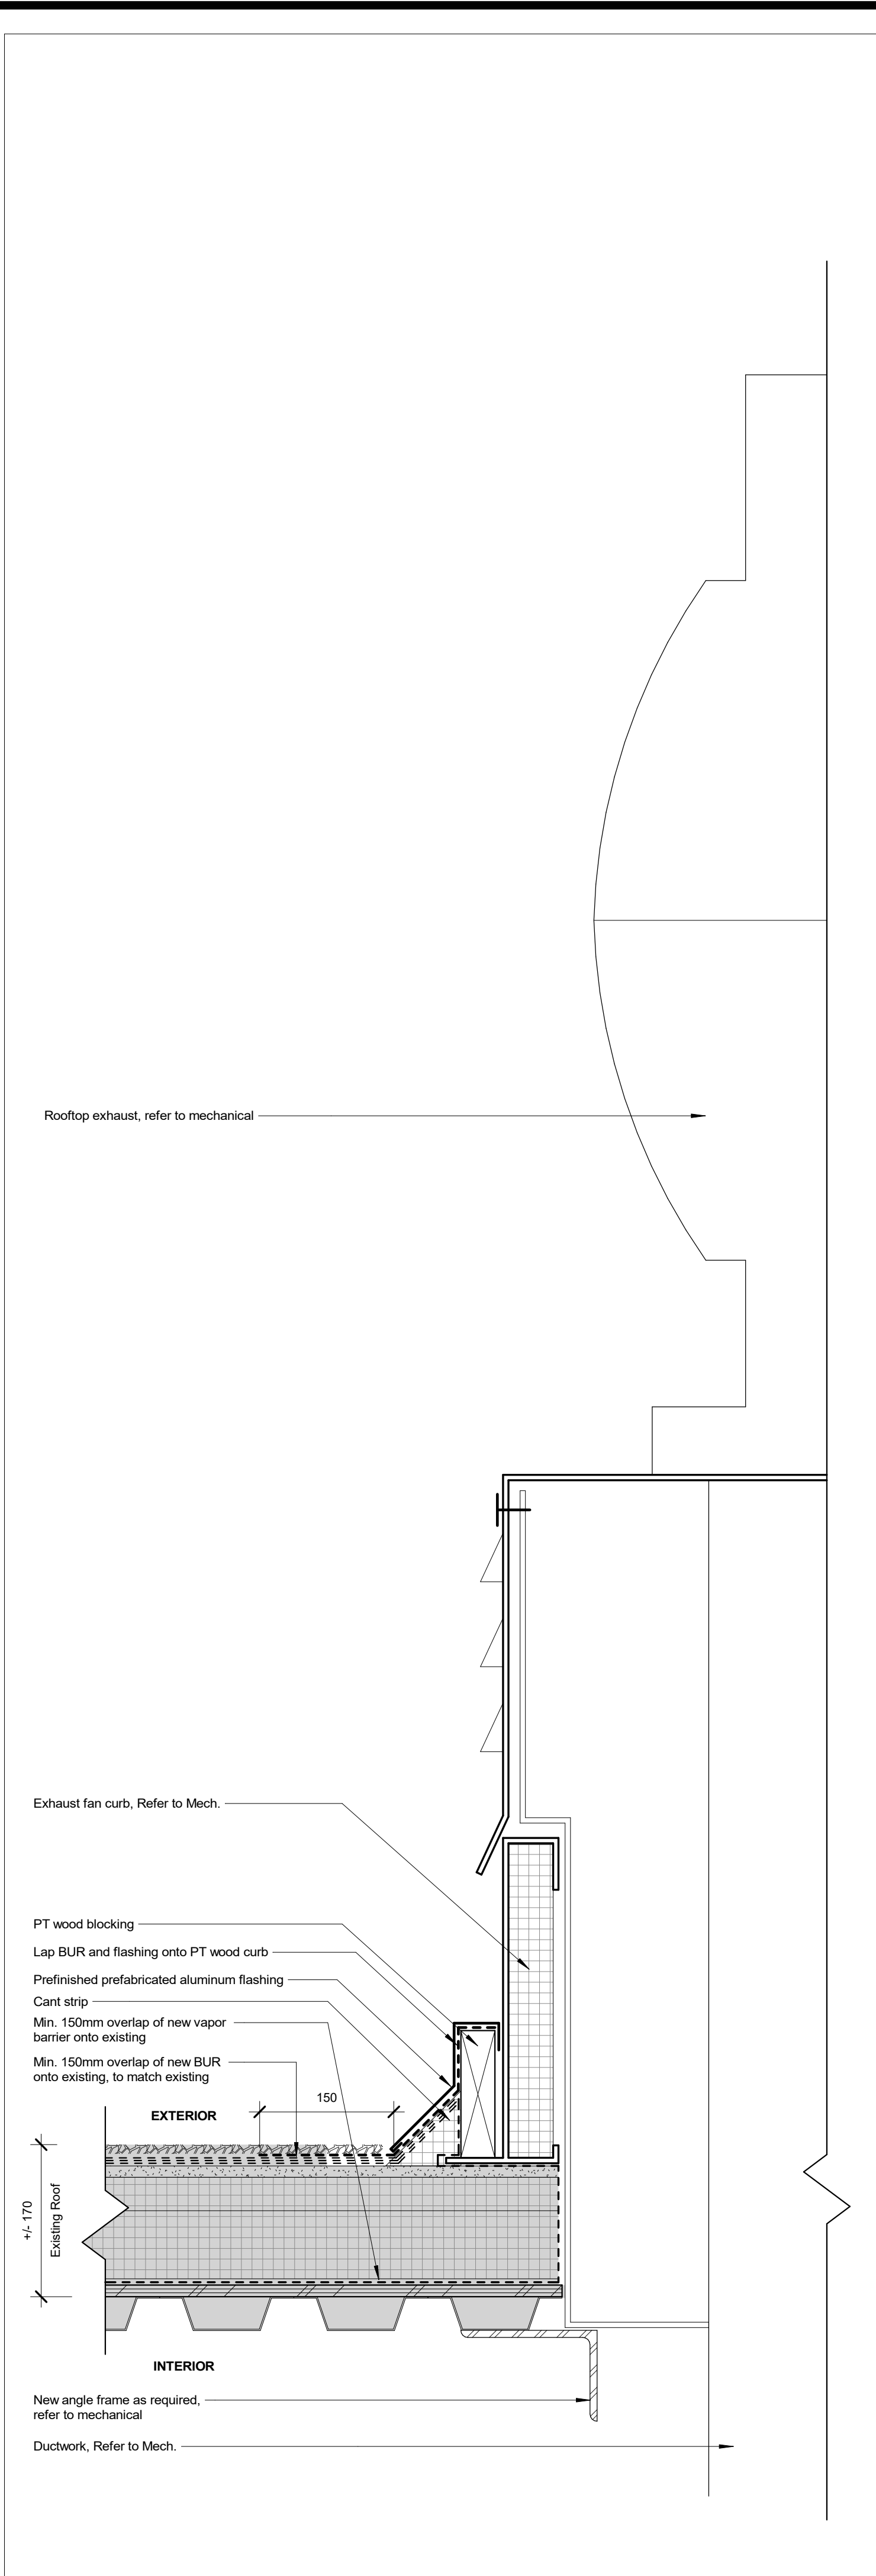 Rooftop exhaust, refer to mechanical
Exhaust fan curb, Refer to Mech.
PT wood blocking
Lap BUR and flashing onto PT wood curb
Prefinished prefabricated aluminum flashing
Cant strip
Min. 150mm overlap of new vapor
barrier onto existing
Min. 150mm overlap of new BUR
onto existing, to match existing
150
EXTERIOR
+/- 170
Existing Roof
INTERIOR
New angle frame as required,
refer to mechanical
Ductwork, Refer to Mech.